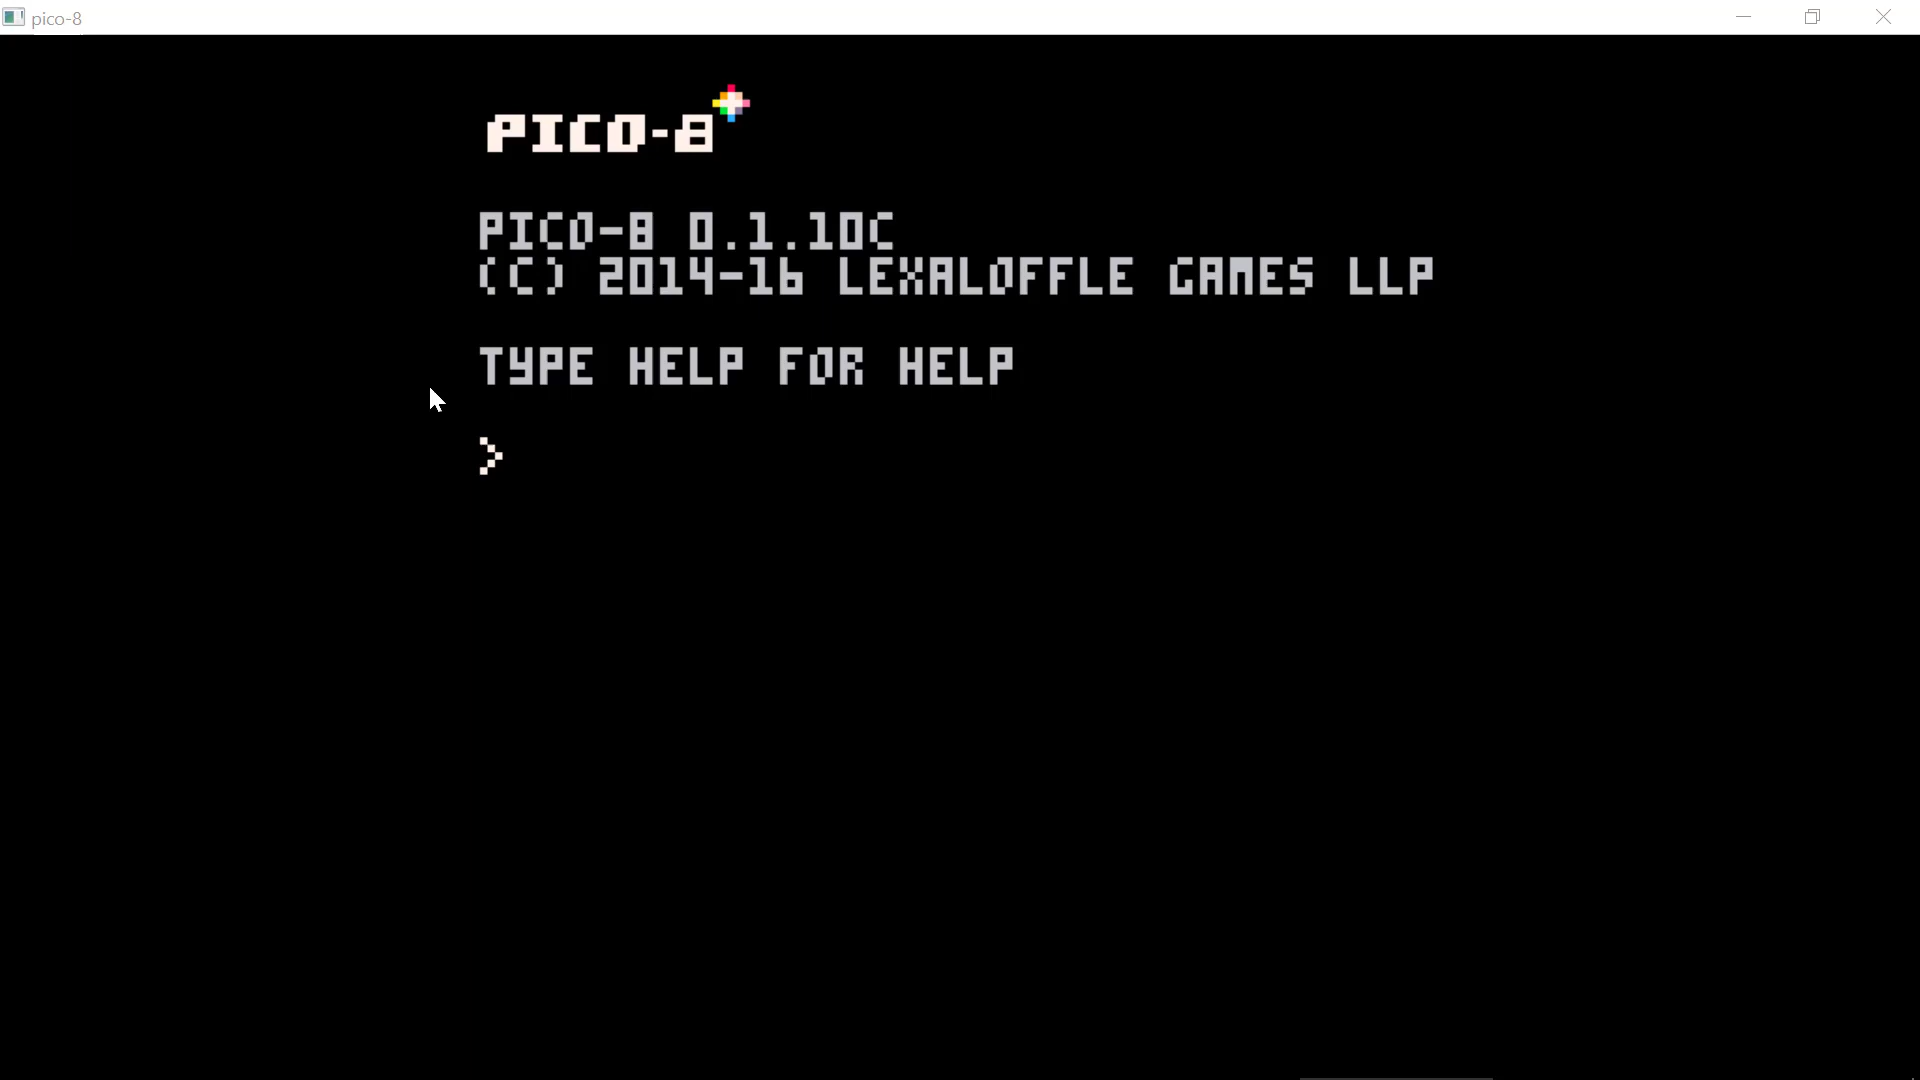 pico-8
PICO-8
PICO-8 0.1.10C
(C) 2014-16 LEXALOFFLE GAMES LLP
TYPE HELP FOR HELP
>